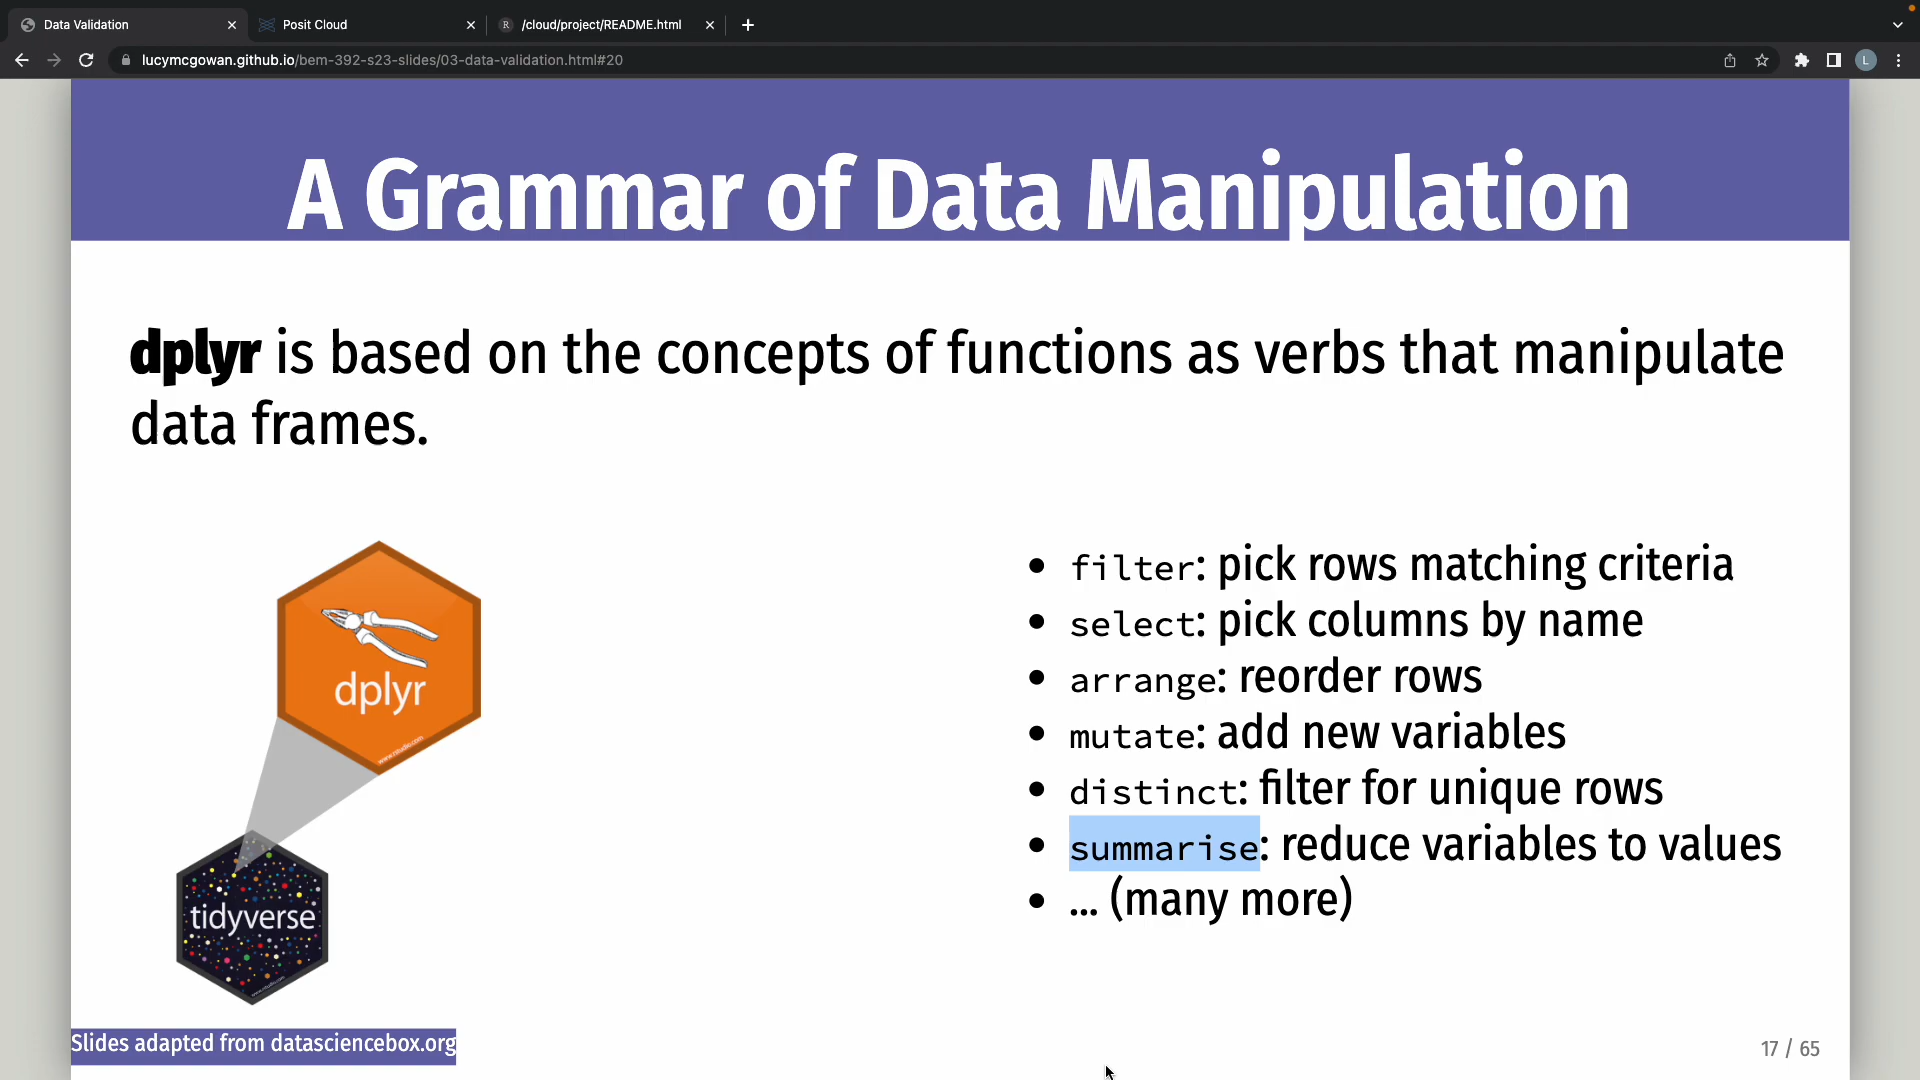 Data Validation
Posit Cloud
R /cloud/project/README.html
lucymcgowan.github.io/bem-392-s23-slides/03-data-validation.html#20
L
A Grammar of Data Manipulation
dplyr is based on the concepts of functions as verbs that manipulate
data frames.
dplyr
www.rstudio.com
tidyverse
• filter: pick rows matching criteria
• select: pick columns by name
• arrange: reorder rows
• mutate: add new variables
• distinct: filter for unique rows
• summarise: reduce variables to values
• ... (many more)
Slides adapted from datasciencebox.org
17 / 65